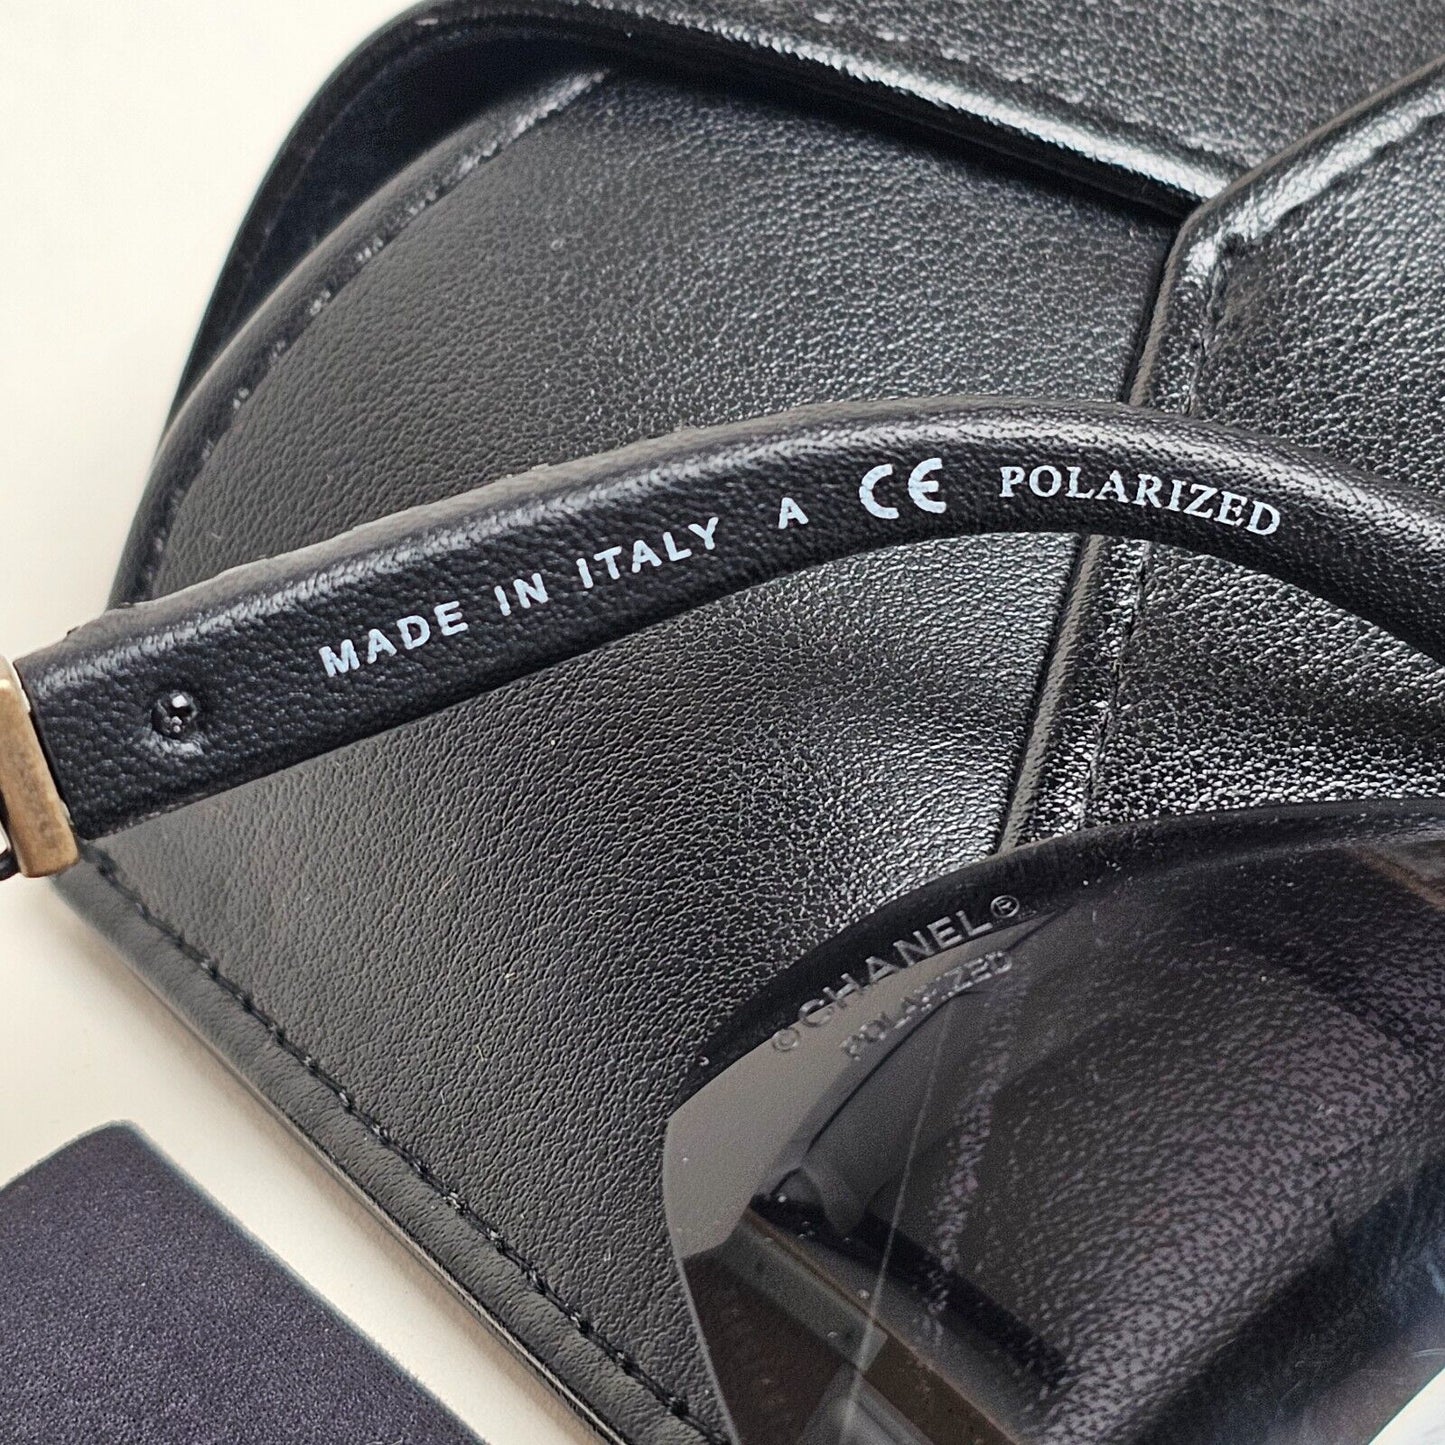 MADE IN ITALY A CE POLARIZED
©CHANEL®
POLARIZED